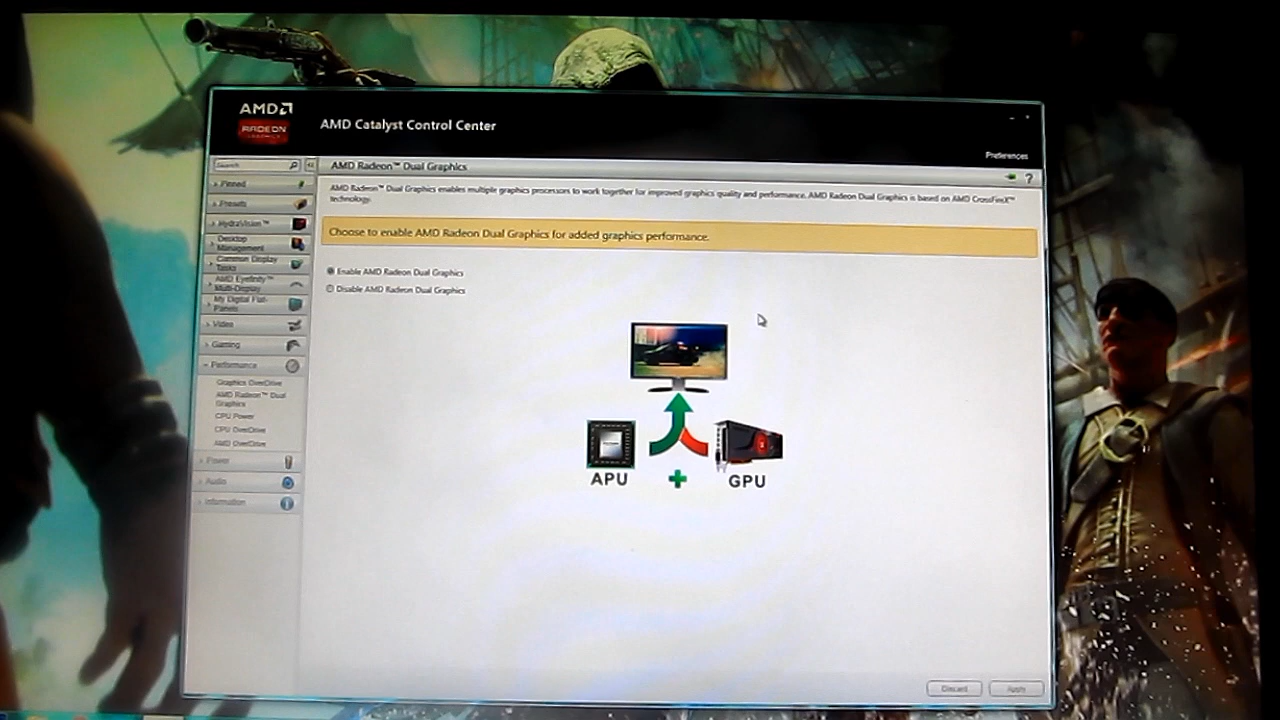 AMD
RADEON
GRAPHICS
AMD Catalyst Control Center
Preferences
Search
AMD Radeon™ Dual Graphics
?
AMD Radeon™ Dual Graphics enables multiple graphics processors to work together for improved graphics quality and performance. AMD Radeon Dual Graphics is based on AMD CrossFireX™
technology.
Choose to enable AMD Radeon Dual Graphics for added graphics performance.
Enable AMD Radeon Dual Graphics
Disable AMD Radeon Dual Graphics
Pinned
Presets
HydraVision™
Desktop
Management
Common Display
Tasks
AMD Eyefinity™
Multi-Display
My Digital Flat-
Panels
Video
Gaming
Performance
Graphics OverDrive
AMD Radeon™ Dual
Graphics
CPU Power
CPU OverDrive
AMD OverDrive
Power
Audio
Information
APU
+
GPU
Discard
Apply